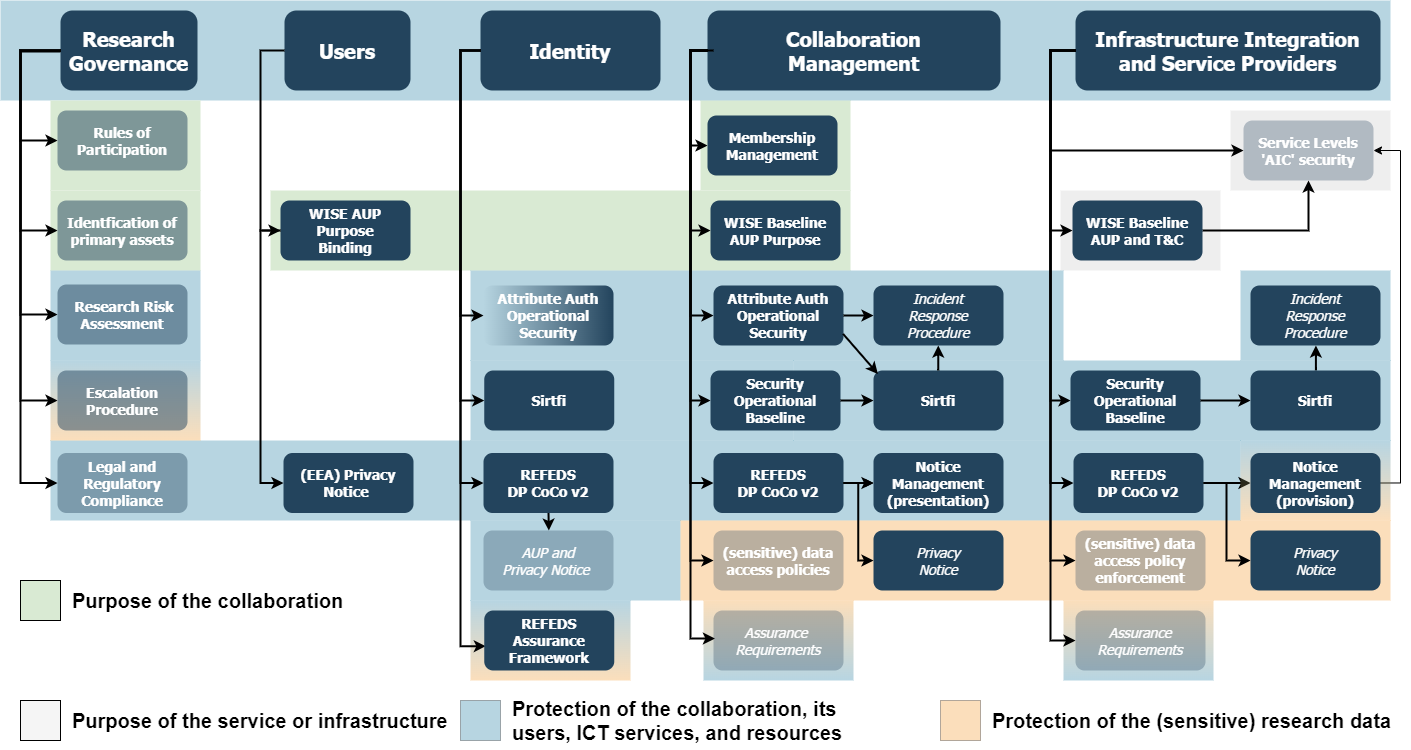 Research
Governance
Users
Identity
Collaboration
Management
Infrastructure Integration
and Service Providers
Rules of
Participation
Identfication of
primary assets
Research Risk
Assessment
Escalation
Procedure
Legal and
Regulatory
Compliance
WISE AUP
Purpose
Binding
(EEA) Privacy
Notice
Attribute Auth
Operational
Security
Sirtfi
REFEDS
DP CoCo v2
AUP and
Privacy Notice
REFEDS
Assurance
Framework
Membership
Management
WISE Baseline
AUP Purpose
Attribute Auth
Operational
Security
Incident
Response
Procedure
Security
Operational
Baseline
Sirtfi
REFEDS
DP CoCo v2
Notice
Management
(presentation)
(sensitive) data
access policies
Privacy
Notice
Assurance
Requirements
Service Levels
'AIC' security
WISE Baseline
AUP and T&C
Incident
Response
Procedure
Security
Operational
Baseline
Sirtfi
REFEDS
DP CoCo v2
Notice
Management
(provision)
(sensitive) data
access policy
enforcement
Privacy
Notice
Assurance
Requirements
Purpose of the collaboration
Purpose of the service or infrastructure
Protection of the collaboration, its
users, ICT services, and resources
Protection of the (sensitive) research data